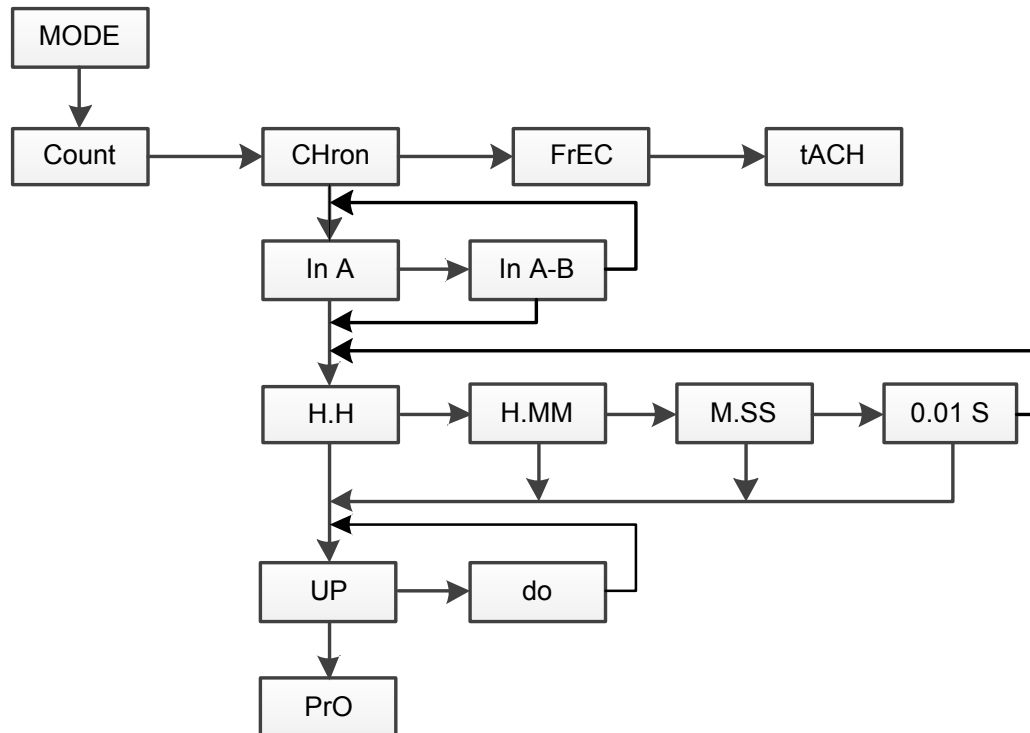 MODE
Count
CHron
FrEC
tACH
In A
In A-B
H.H
H.MM
M.SS
0.01 S
UP
do
PrO